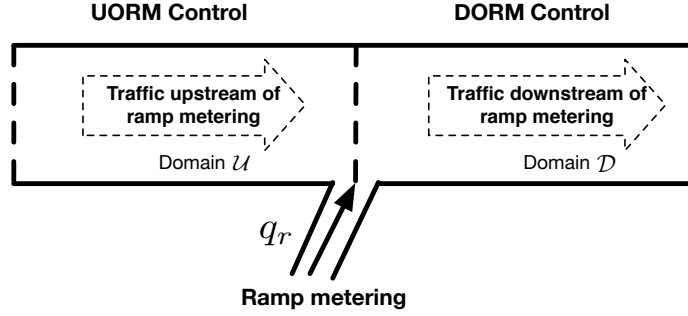 UORM Control
DORM Control
Traffic upstream of
ramp metering
Traffic downstream of
ramp metering
Domain 𝒰
Domain 𝒟
q_r
Ramp metering